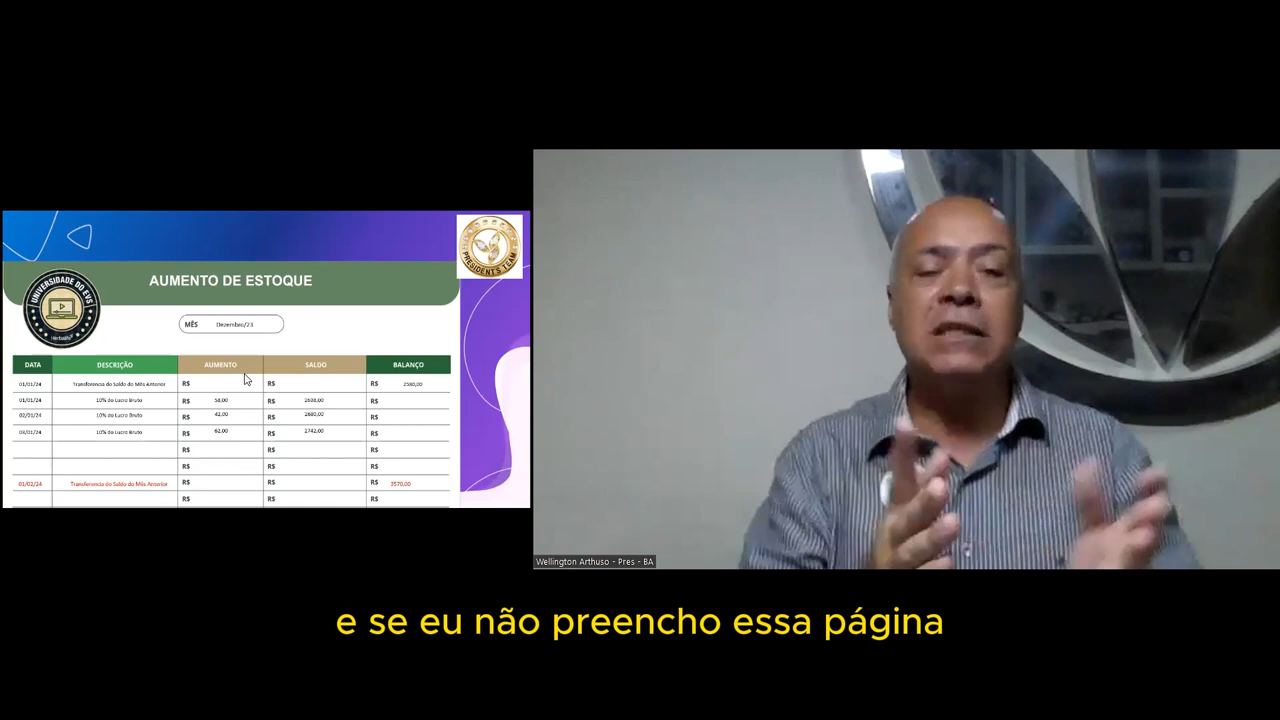 PRESIDENTS TEAM
AUMENTO DE ESTOQUE
UNIVERSIDADE DO EVS
Herbalife
MÊS Dezembro/23
DATA DESCRIÇÃO AUMENTO SALDO BALANÇO
01/01/24 Transferencia do Saldo do Mês Anterior R$ R$ R$ 2580,00
01/01/24 10% do Lucro Bruto R$ 58,00 R$ 2638,00 R$
02/01/24 10% do Lucro Bruto R$ 42,00 R$ 2680,00 R$
03/01/24 10% do Lucro Bruto R$ 62,00 R$ 2742,00 R$
R$ R$ R$
R$ R$ R$
01/02/24 Transferencia do Saldo do Mês Anterior R$ R$ R$ 3570,00
R$ R$ R$
Wellington Arthuso - Pres - BA
e se eu não preencho essa página